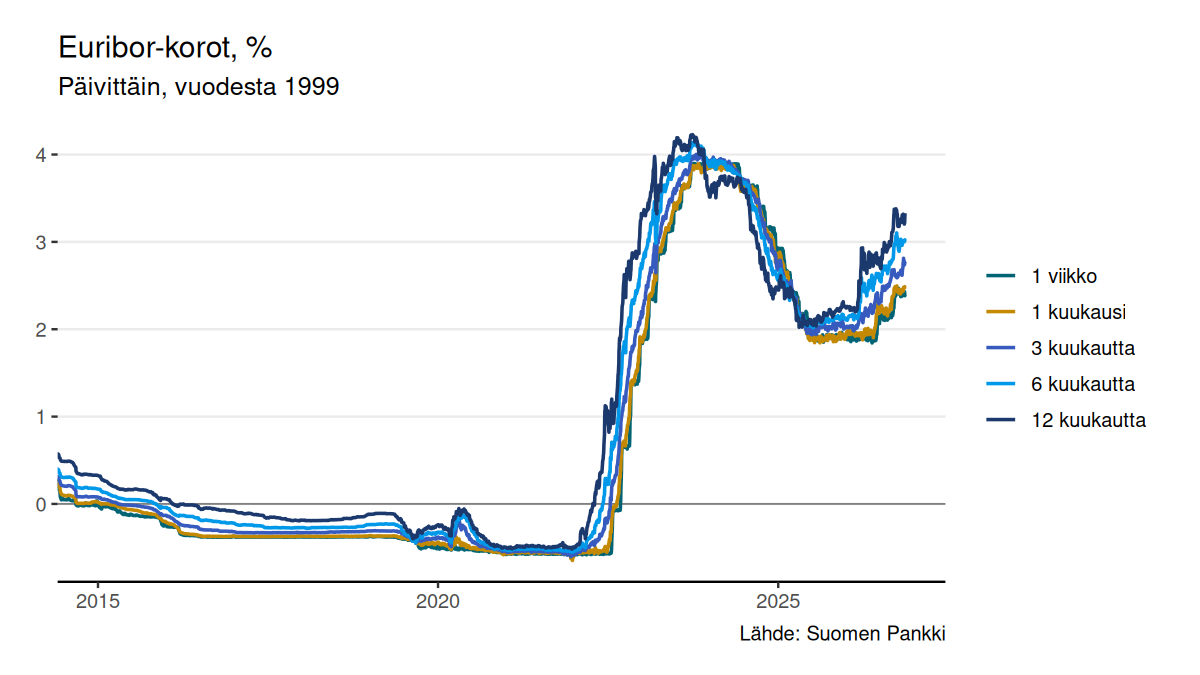 Euribor-korot, %
Päivittäin, vuodesta 1999
4
3
2
1
0
2015
2020
2025
1 viikko
1 kuukausi
3 kuukautta
6 kuukautta
12 kuukautta
Lähde: Suomen Pankki